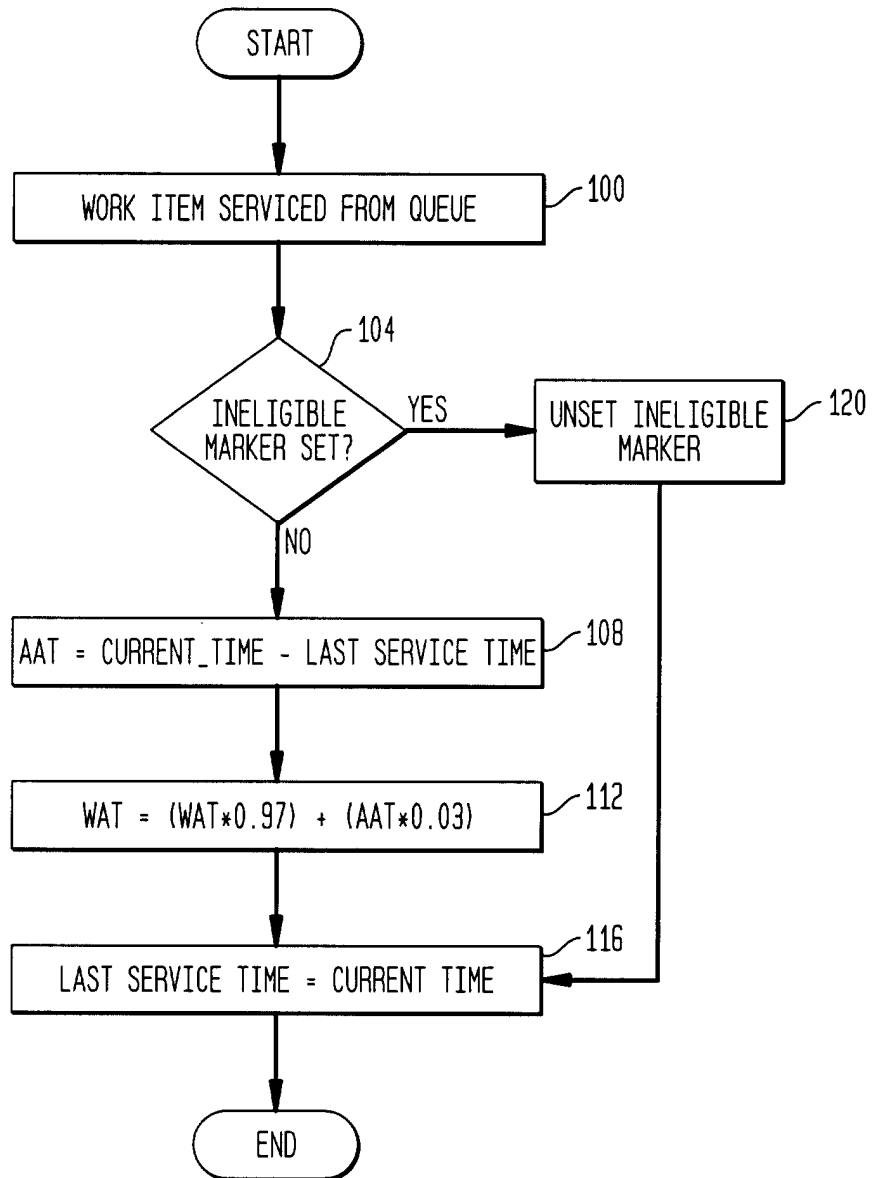 START
WORK ITEM SERVICED FROM QUEUE
100
104
INELIGIBLE
MARKER SET?
YES
UNSET INELIGIBLE
MARKER
120
NO
AAT = CURRENT_TIME - LAST SERVICE TIME
108
WAT = (WAT*0.97) + (AAT*0.03)
112
116
LAST SERVICE TIME = CURRENT TIME
END